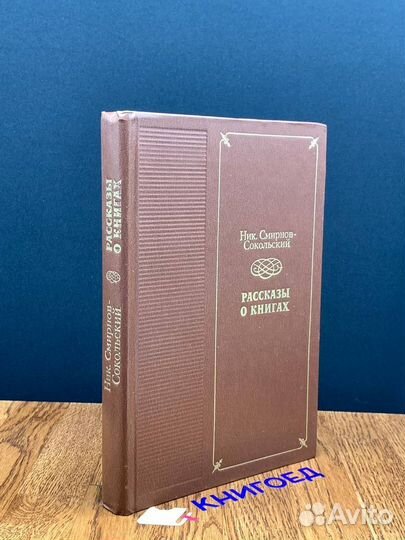 Ник. Смирнов-
Сокольский
РАССКАЗЫ
О КНИГАХ
Ник. Смирнов-
Сокольский
РАССКАЗЫ
О КНИГАХ
КНИГОЕД
Avito